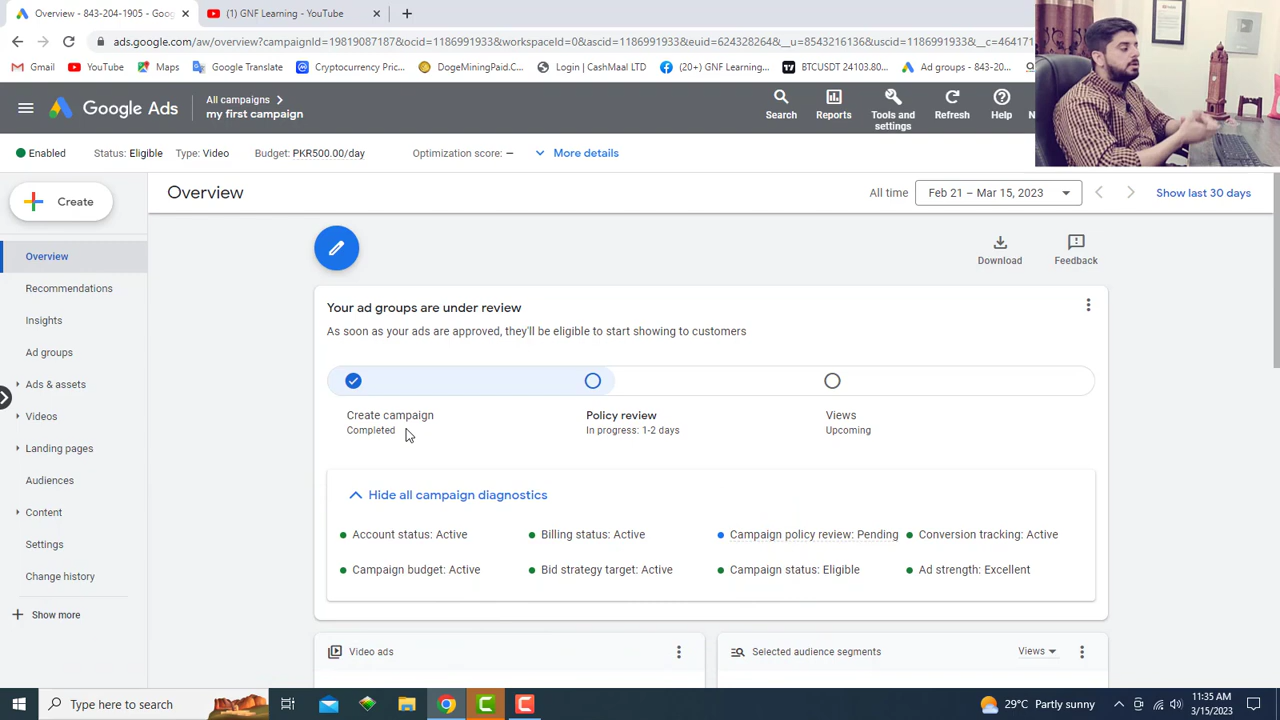 Overview - 843-204-1905 - Goog
(1) GNF Learning - YouTube
ads.google.com/aw/overview?campaignId=19819087187&ocid=1186991933&workspaceId=0&ascid=1186991933&euid=6243282648&__u=8543216136&uscid=1186991933&__c=464171
Gmail
YouTube
Maps
Google Translate
Cryptocurrency Pric...
DogeMiningPaid.C...
Login | CashMaal LTD
(20+) GNF Learning...
BTCUSDT 24103.80...
Ad groups - 843-20...
Google Ads
All campaigns
my first campaign
Search
Reports
Tools and settings
Refresh
Help
N
Enabled
Status: Eligible
Type: Video
Budget: PKR500.00/day
Optimization score: –
More details
Create
Overview
All time
Feb 21 – Mar 15, 2023
Show last 30 days
Overview
Recommendations
Insights
Ad groups
Ads & assets
Videos
Landing pages
Audiences
Content
Settings
Change history
Show more
Download
Feedback
Your ad groups are under review
As soon as your ads are approved, they'll be eligible to start showing to customers
Create campaign
Completed
Policy review
In progress: 1-2 days
Views
Upcoming
Hide all campaign diagnostics
Account status: Active
Billing status: Active
Campaign policy review: Pending
Conversion tracking: Active
Campaign budget: Active
Bid strategy target: Active
Campaign status: Eligible
Ad strength: Excellent
Video ads
Selected audience segments
Views
Type here to search
29°C Partly sunny
11:35 AM
3/15/2023